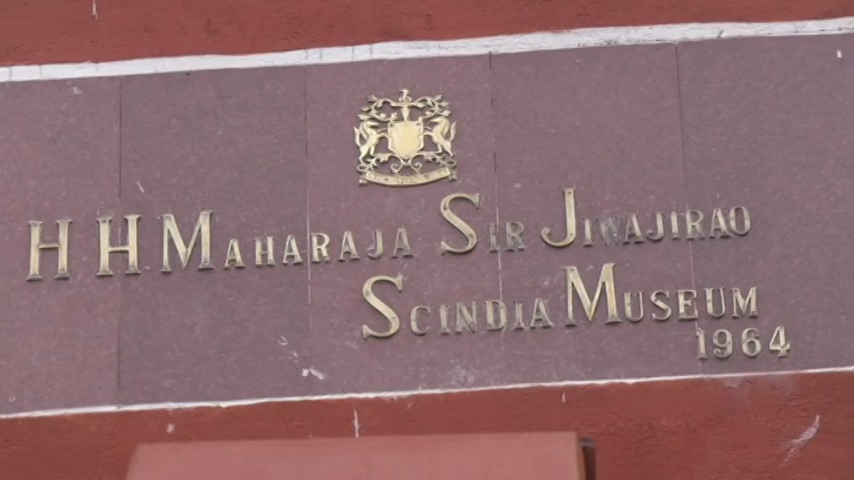 H H MAHARAJA SIR JIWAJIRAO
SCINDIA MUSEUM
1964